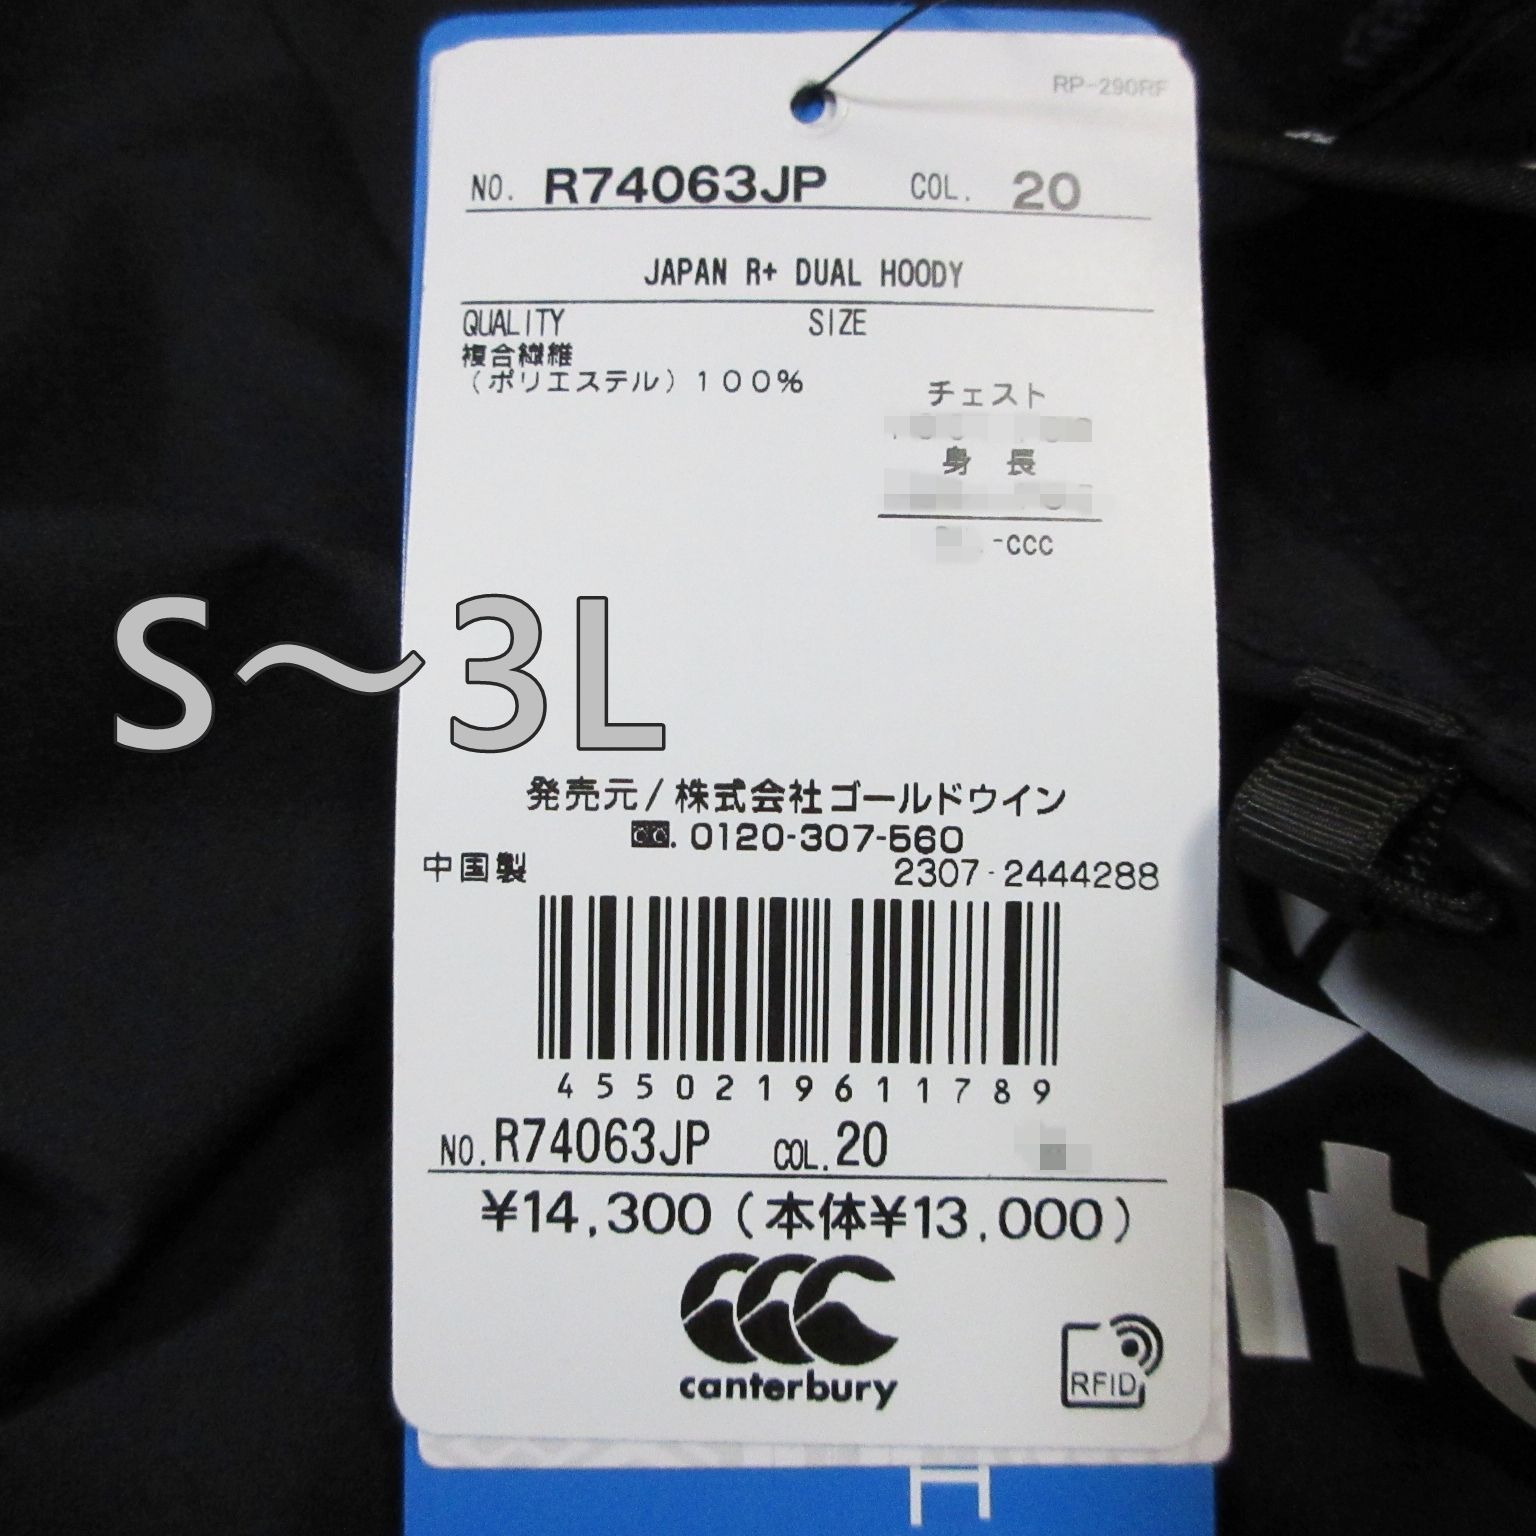 RP-290RF
NO. R74063JP COL. 20
JAPAN R+ DUAL HOODY
QUALITY SIZE
複合繊維
(ポリエステル)100%
チェスト
身 長
-CCC
S～3L
発売元/株式会社ゴールドウイン
0120-307-560
中国製 2307-2444288
4550219611789
NO. R74063JP COL. 20
¥14,300(本体¥13,000)
canterbury
RFID
H
nte